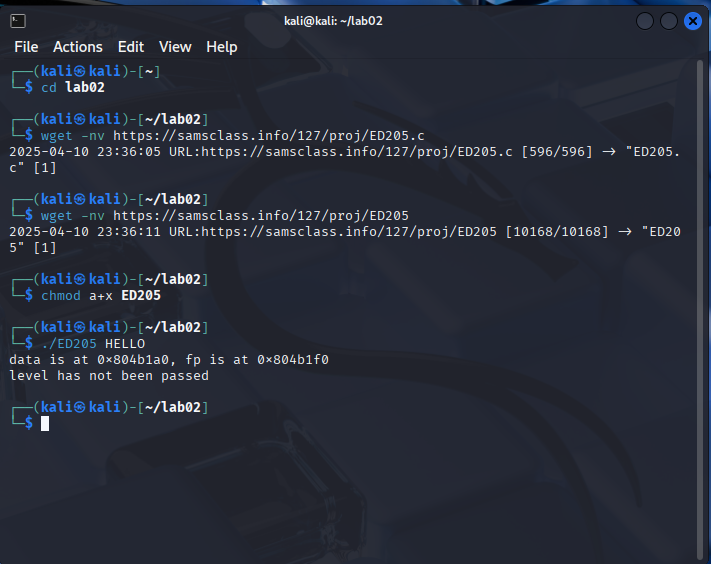 kali@kali: ~/lab02
File Actions Edit View Help
┌──(kali㉿kali)-[~]
└─$ cd lab02
┌──(kali㉿kali)-[~/lab02]
└─$ wget -nv https://samsclass.info/127/proj/ED205.c
2025-04-10 23:36:05 URL:https://samsclass.info/127/proj/ED205.c [596/596] -> "ED205.
c" [1]
┌──(kali㉿kali)-[~/lab02]
└─$ wget -nv https://samsclass.info/127/proj/ED205
2025-04-10 23:36:11 URL:https://samsclass.info/127/proj/ED205 [10168/10168] -> "ED20
5" [1]
┌──(kali㉿kali)-[~/lab02]
└─$ chmod a+x ED205
┌──(kali㉿kali)-[~/lab02]
└─$ ./ED205 HELLO
data is at 0×804b1a0, fp is at 0×804b1f0
level has not been passed
┌──(kali㉿kali)-[~/lab02]
└─$